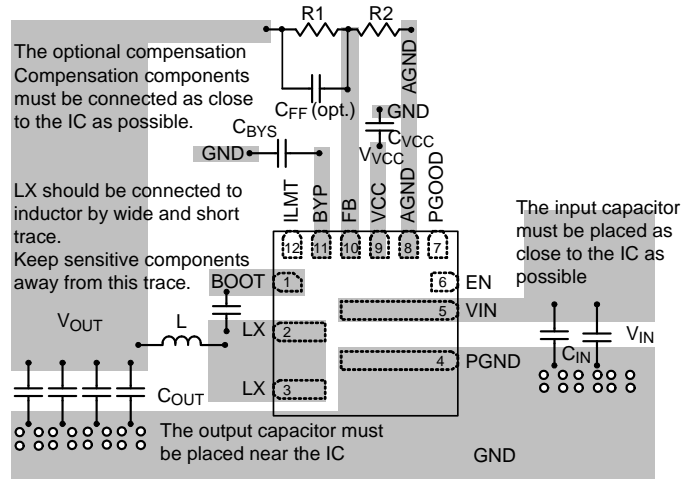 R1
R2
The optional compensation
Compensation components
must be connected as close
to the IC as possible.
AGND
CFF (opt.)
GND
CVCC
VVCC
CBYS
GND
LX should be connected to
inductor by wide and short
trace.
Keep sensitive components
away from this trace.
ILMT
BYP
FB
VCC
AGND
PGOOD
12
11
10
9
8
7
The input capacitor
must be placed as
close to the IC as
possible
BOOT
1
6
EN
5
VIN
VOUT
L
LX
2
4
PGND
CIN
VIN
LX
3
COUT
The output capacitor must
be placed near the IC
GND